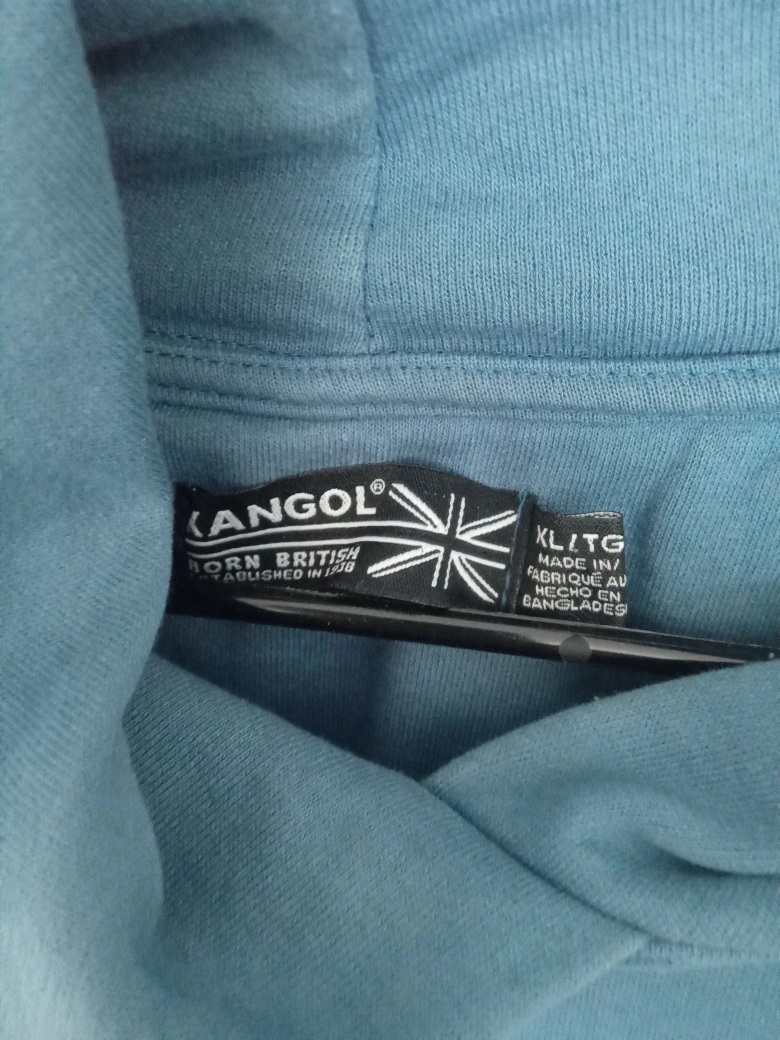 KANGOL®
BORN BRITISH
ESTABLISHED IN 1938
XL/TG
MADE IN/
FABRIQUÉ AU
HECHO EN
BANGLADESH